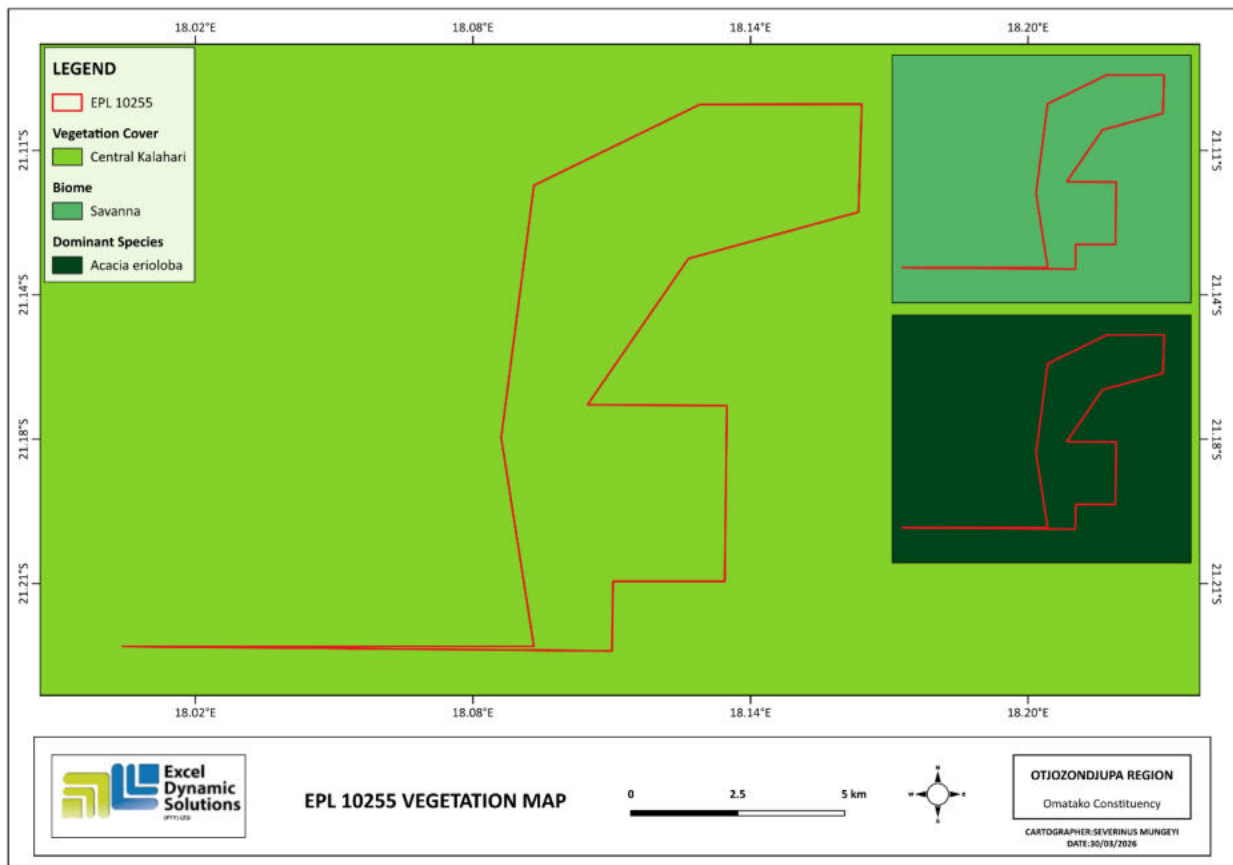 18.02°E 18.08°E 18.14°E 18.20°E
LEGEND
EPL 10255
Vegetation Cover
Central Kalahari
Biome
Savanna
Dominant Species
Acacia erioloba
21.11°S 21.11°S
21.14°S 21.14°S
21.18°S 21.18°S
21.21°S 21.21°S
18.02°E 18.08°E 18.14°E 18.20°E
Excel
Dynamic
Solutions
(PTY) LTD
EPL 10255 VEGETATION MAP
0 2.5 5 km
N
W E
S
OTJOZONDJUPA REGION
Omatako Constituency
CARTOGRAPHER:SEVERINUS MUNGEYI
DATE:30/03/2026